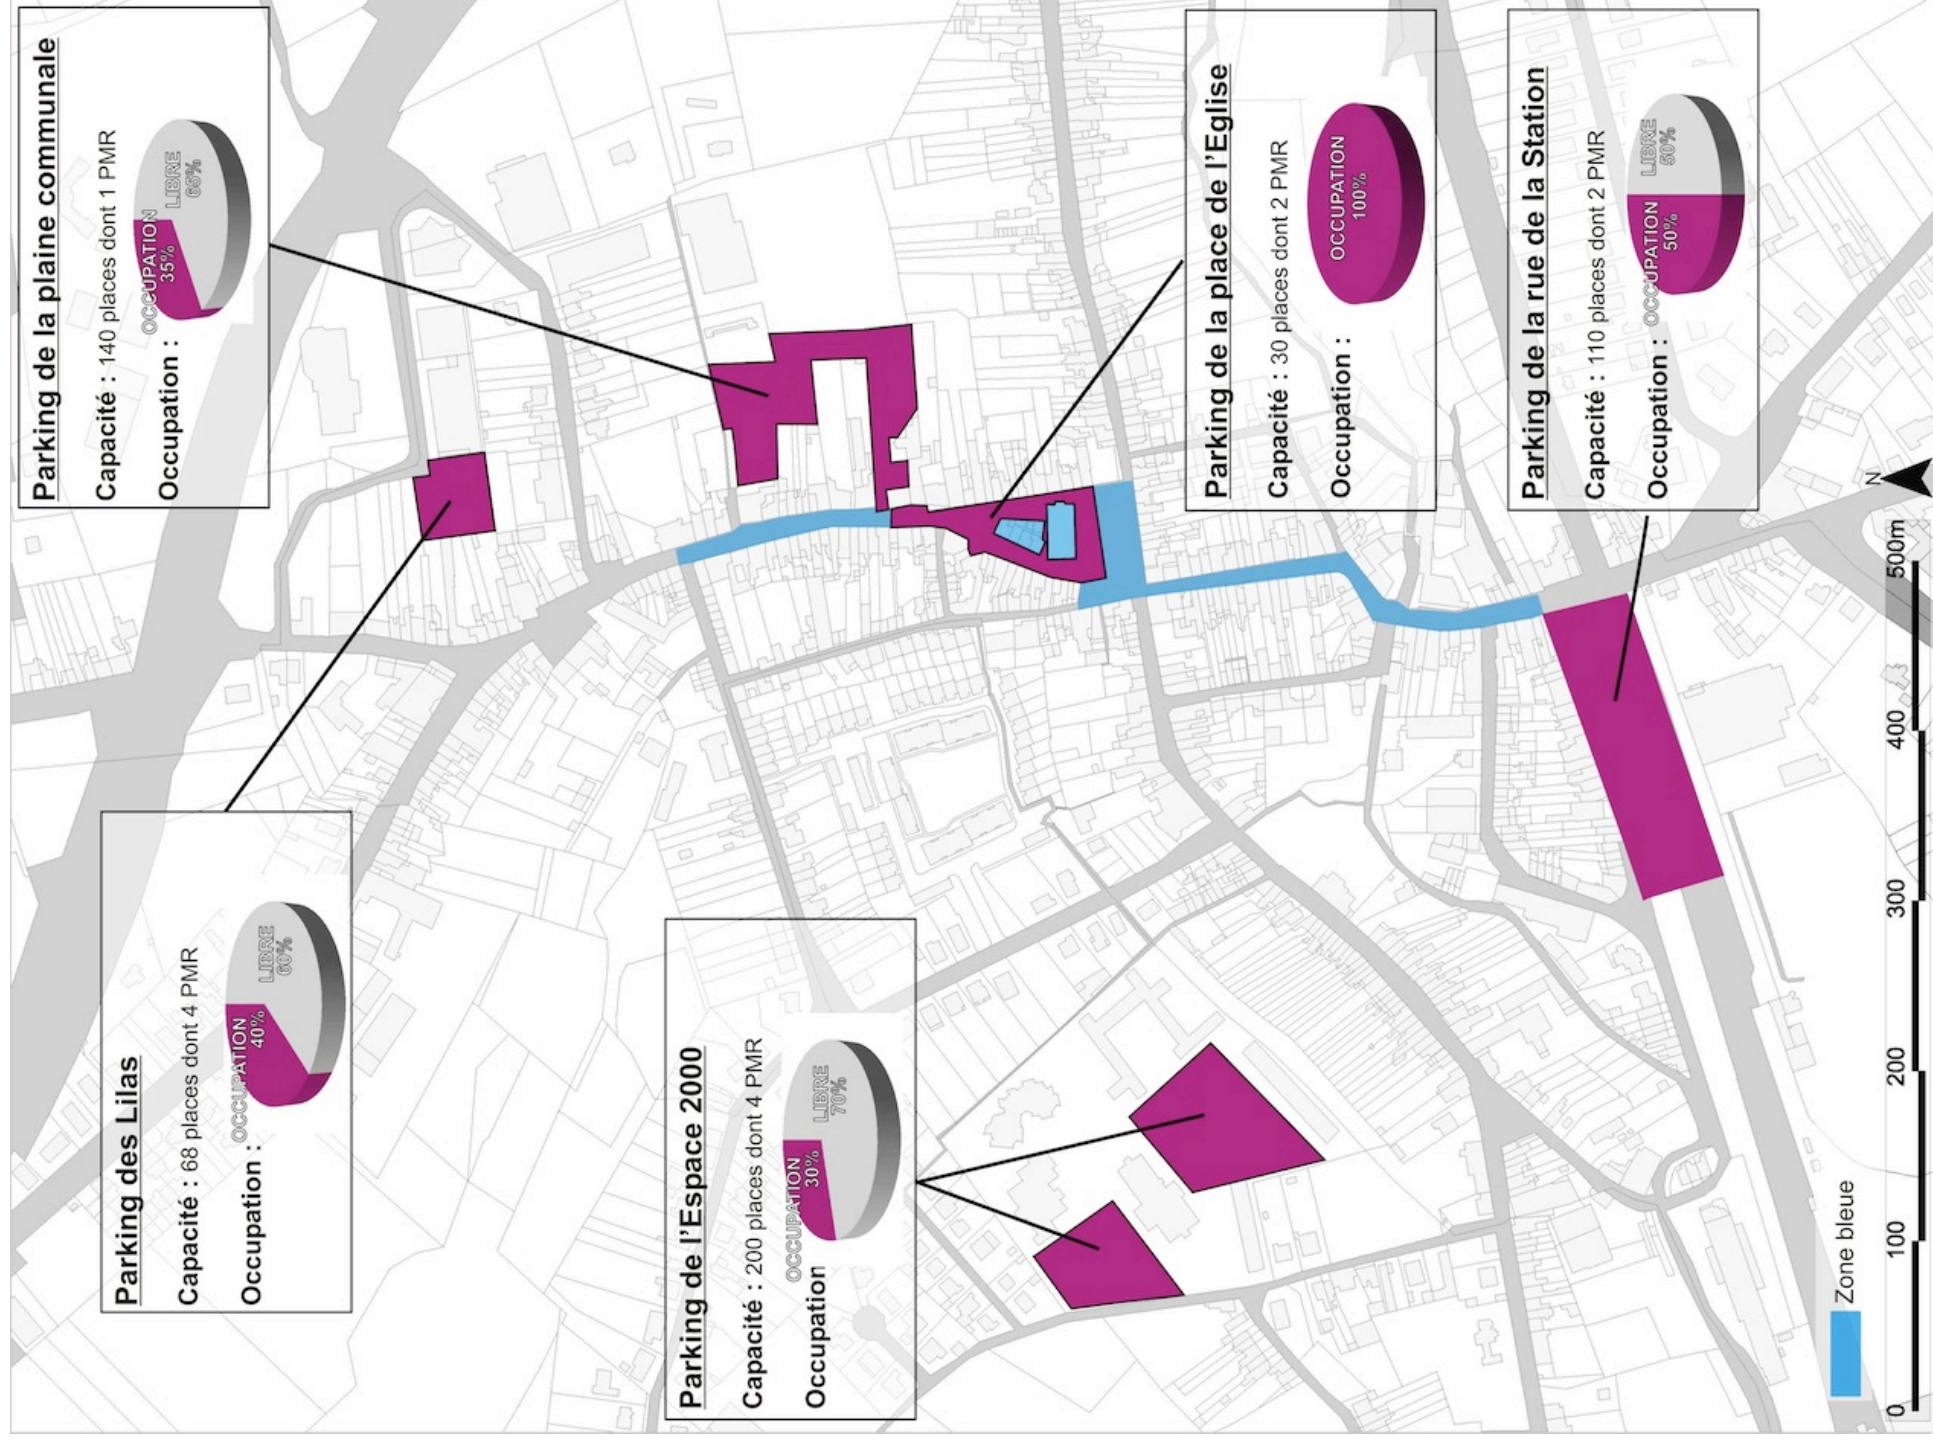 Parking des Lilas
Capacité : 68 places dont 4 PMR
Occupation :
OCCUPATION
40%
LIBRE
60%
Parking de la plaine communale
Capacité : 140 places dont 1 PMR
Occupation :
OCCUPATION
35%
LIBRE
65%
Parking de l'Espace 2000
Capacité : 200 places dont 4 PMR
Occupation
OCCUPATION
30%
LIBRE
70%
Parking de la place de l'Eglise
Capacité : 30 places dont 2 PMR
Occupation :
OCCUPATION
100%
Parking de la rue de la Station
Capacité : 110 places dont 2 PMR
Occupation :
OCCUPATION
50%
LIBRE
50%
Zone bleue
0
100
200
300
400
500m
N